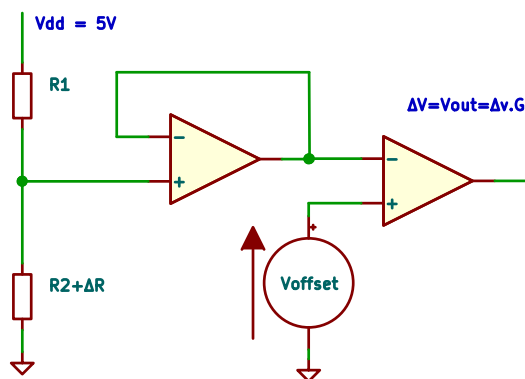 Vdd = 5V
R1
ΔV=Vout=Δv.G
−
+
−
+
+
Voffset
R2+ΔR